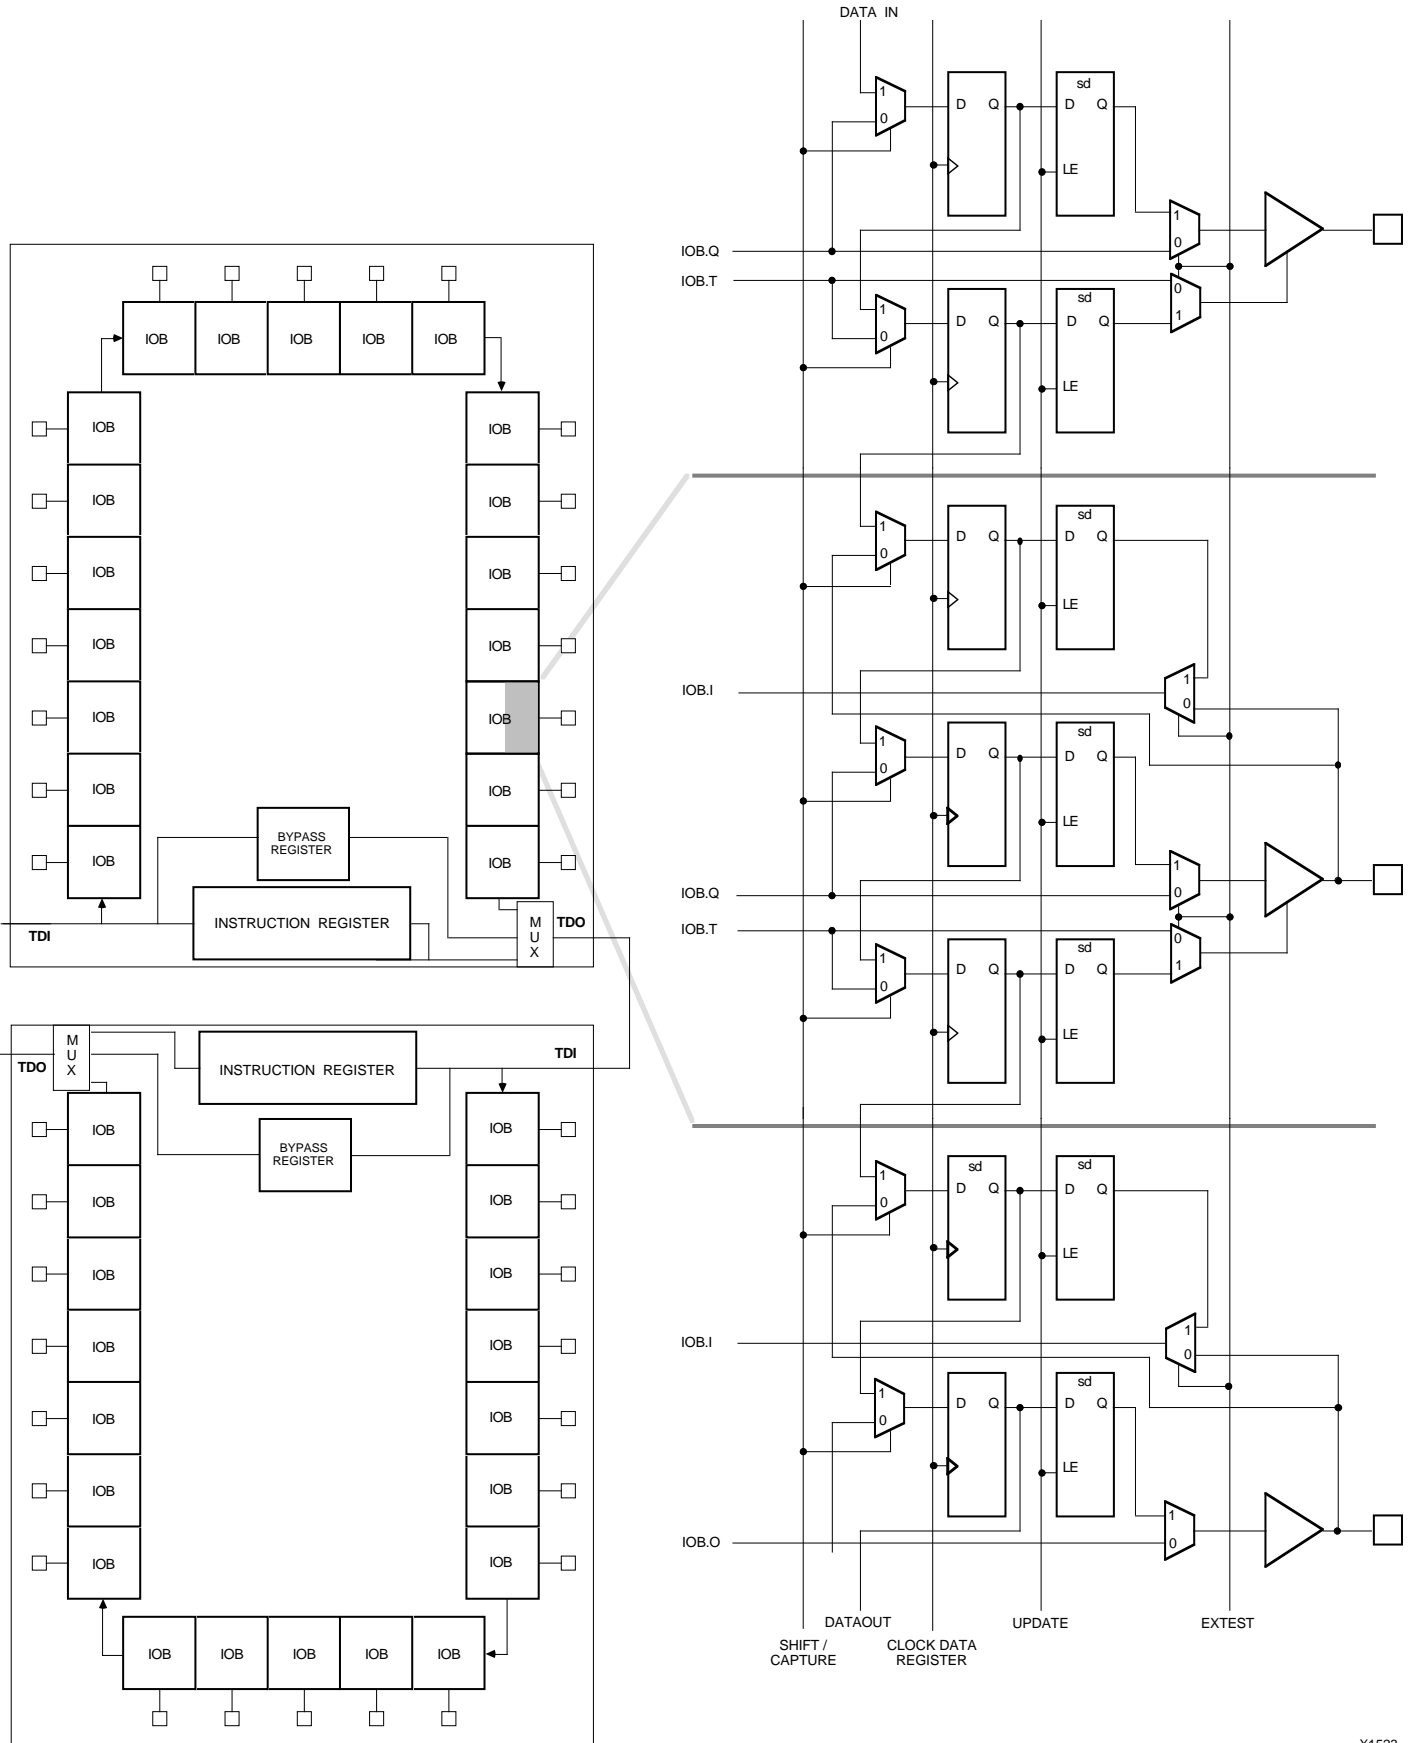 DATA IN
1
0
D Q
sd
D Q
LE
1
0
IOB.Q
IOB.T
0
1
1
0
D Q
sd
D Q
LE
1
0
D Q
sd
D Q
LE
IOB.I
1
0
1
0
D Q
sd
D Q
LE
1
0
IOB.Q
IOB.T
0
1
1
0
D Q
sd
D Q
LE
1
0
sd
D Q
sd
D Q
LE
IOB.I
1
0
1
0
D Q
sd
D Q
LE
1
0
IOB.O
DATAOUT
UPDATE
EXTEST
SHIFT /
CAPTURE
CLOCK DATA
REGISTER
IOB IOB IOB IOB IOB
IOB IOB
IOB IOB
IOB IOB
IOB IOB
IOB IOB
IOB IOB
IOB IOB
BYPASS
REGISTER
INSTRUCTION REGISTER
TDI
M
U
X
TDO
M
U
X
TDO
INSTRUCTION REGISTER
TDI
BYPASS
REGISTER
IOB IOB
IOB IOB
IOB IOB
IOB IOB
IOB IOB
IOB IOB
IOB IOB
IOB IOB IOB IOB IOB